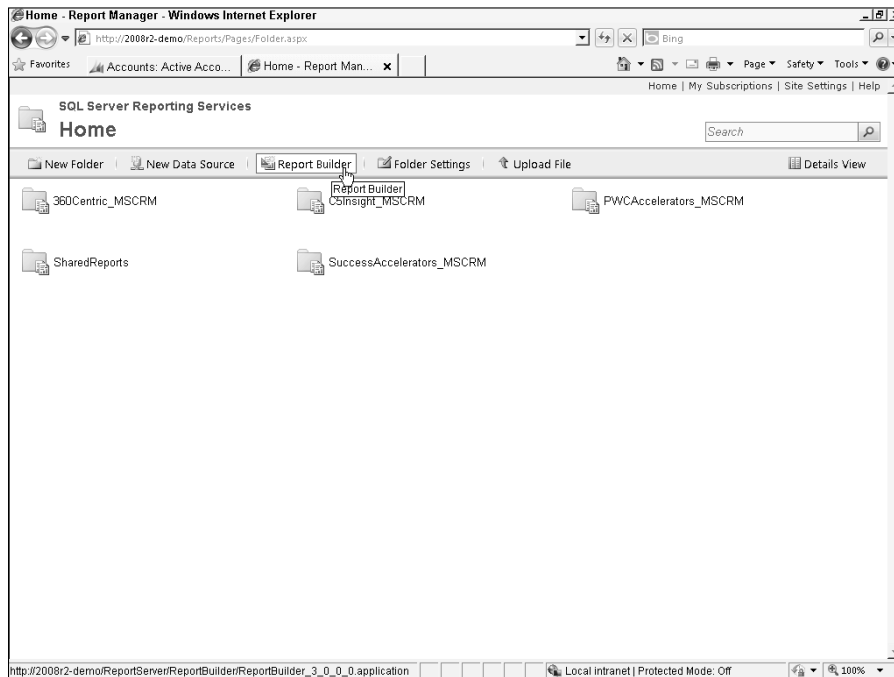 Home - Report Manager - Windows Internet Explorer
http://2008r2-demo/Reports/Pages/Folder.aspx
Bing
Favorites
Accounts: Active Acco...
Home - Report Man...
Page
Safety
Tools
Home | My Subscriptions | Site Settings | Help
SQL Server Reporting Services
Home
Search
New Folder
New Data Source
Report Builder
Folder Settings
Upload File
Details View
Report Builder
360Centric_MSCRM
C5Insight_MSCRM
PWCAccelerators_MSCRM
SharedReports
SuccessAccelerators_MSCRM
http://2008r2-demo/ReportServer/ReportBuilder/ReportBuilder_3_0_0_0.application
Local intranet | Protected Mode: Off
100%